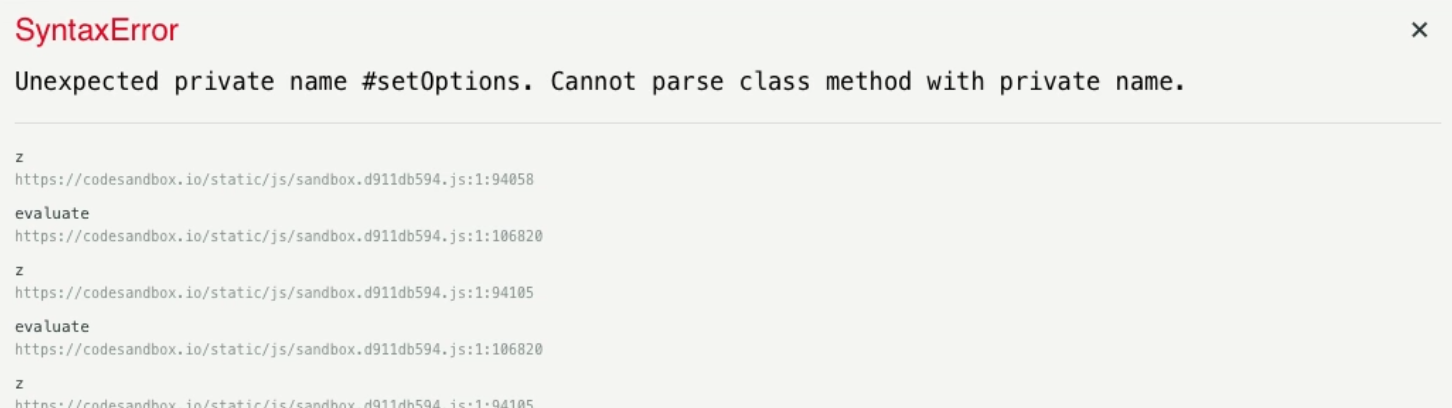 SyntaxError
Unexpected private name #setOptions. Cannot parse class method with private name.
z
https://codesandbox.io/static/js/sandbox.d911db594.js:1:94058
evaluate
https://codesandbox.io/static/js/sandbox.d911db594.js:1:106820
z
https://codesandbox.io/static/js/sandbox.d911db594.js:1:94105
evaluate
https://codesandbox.io/static/js/sandbox.d911db594.js:1:106820
z
https://codesandbox.io/static/js/sandbox.d911db594.js:1:94105